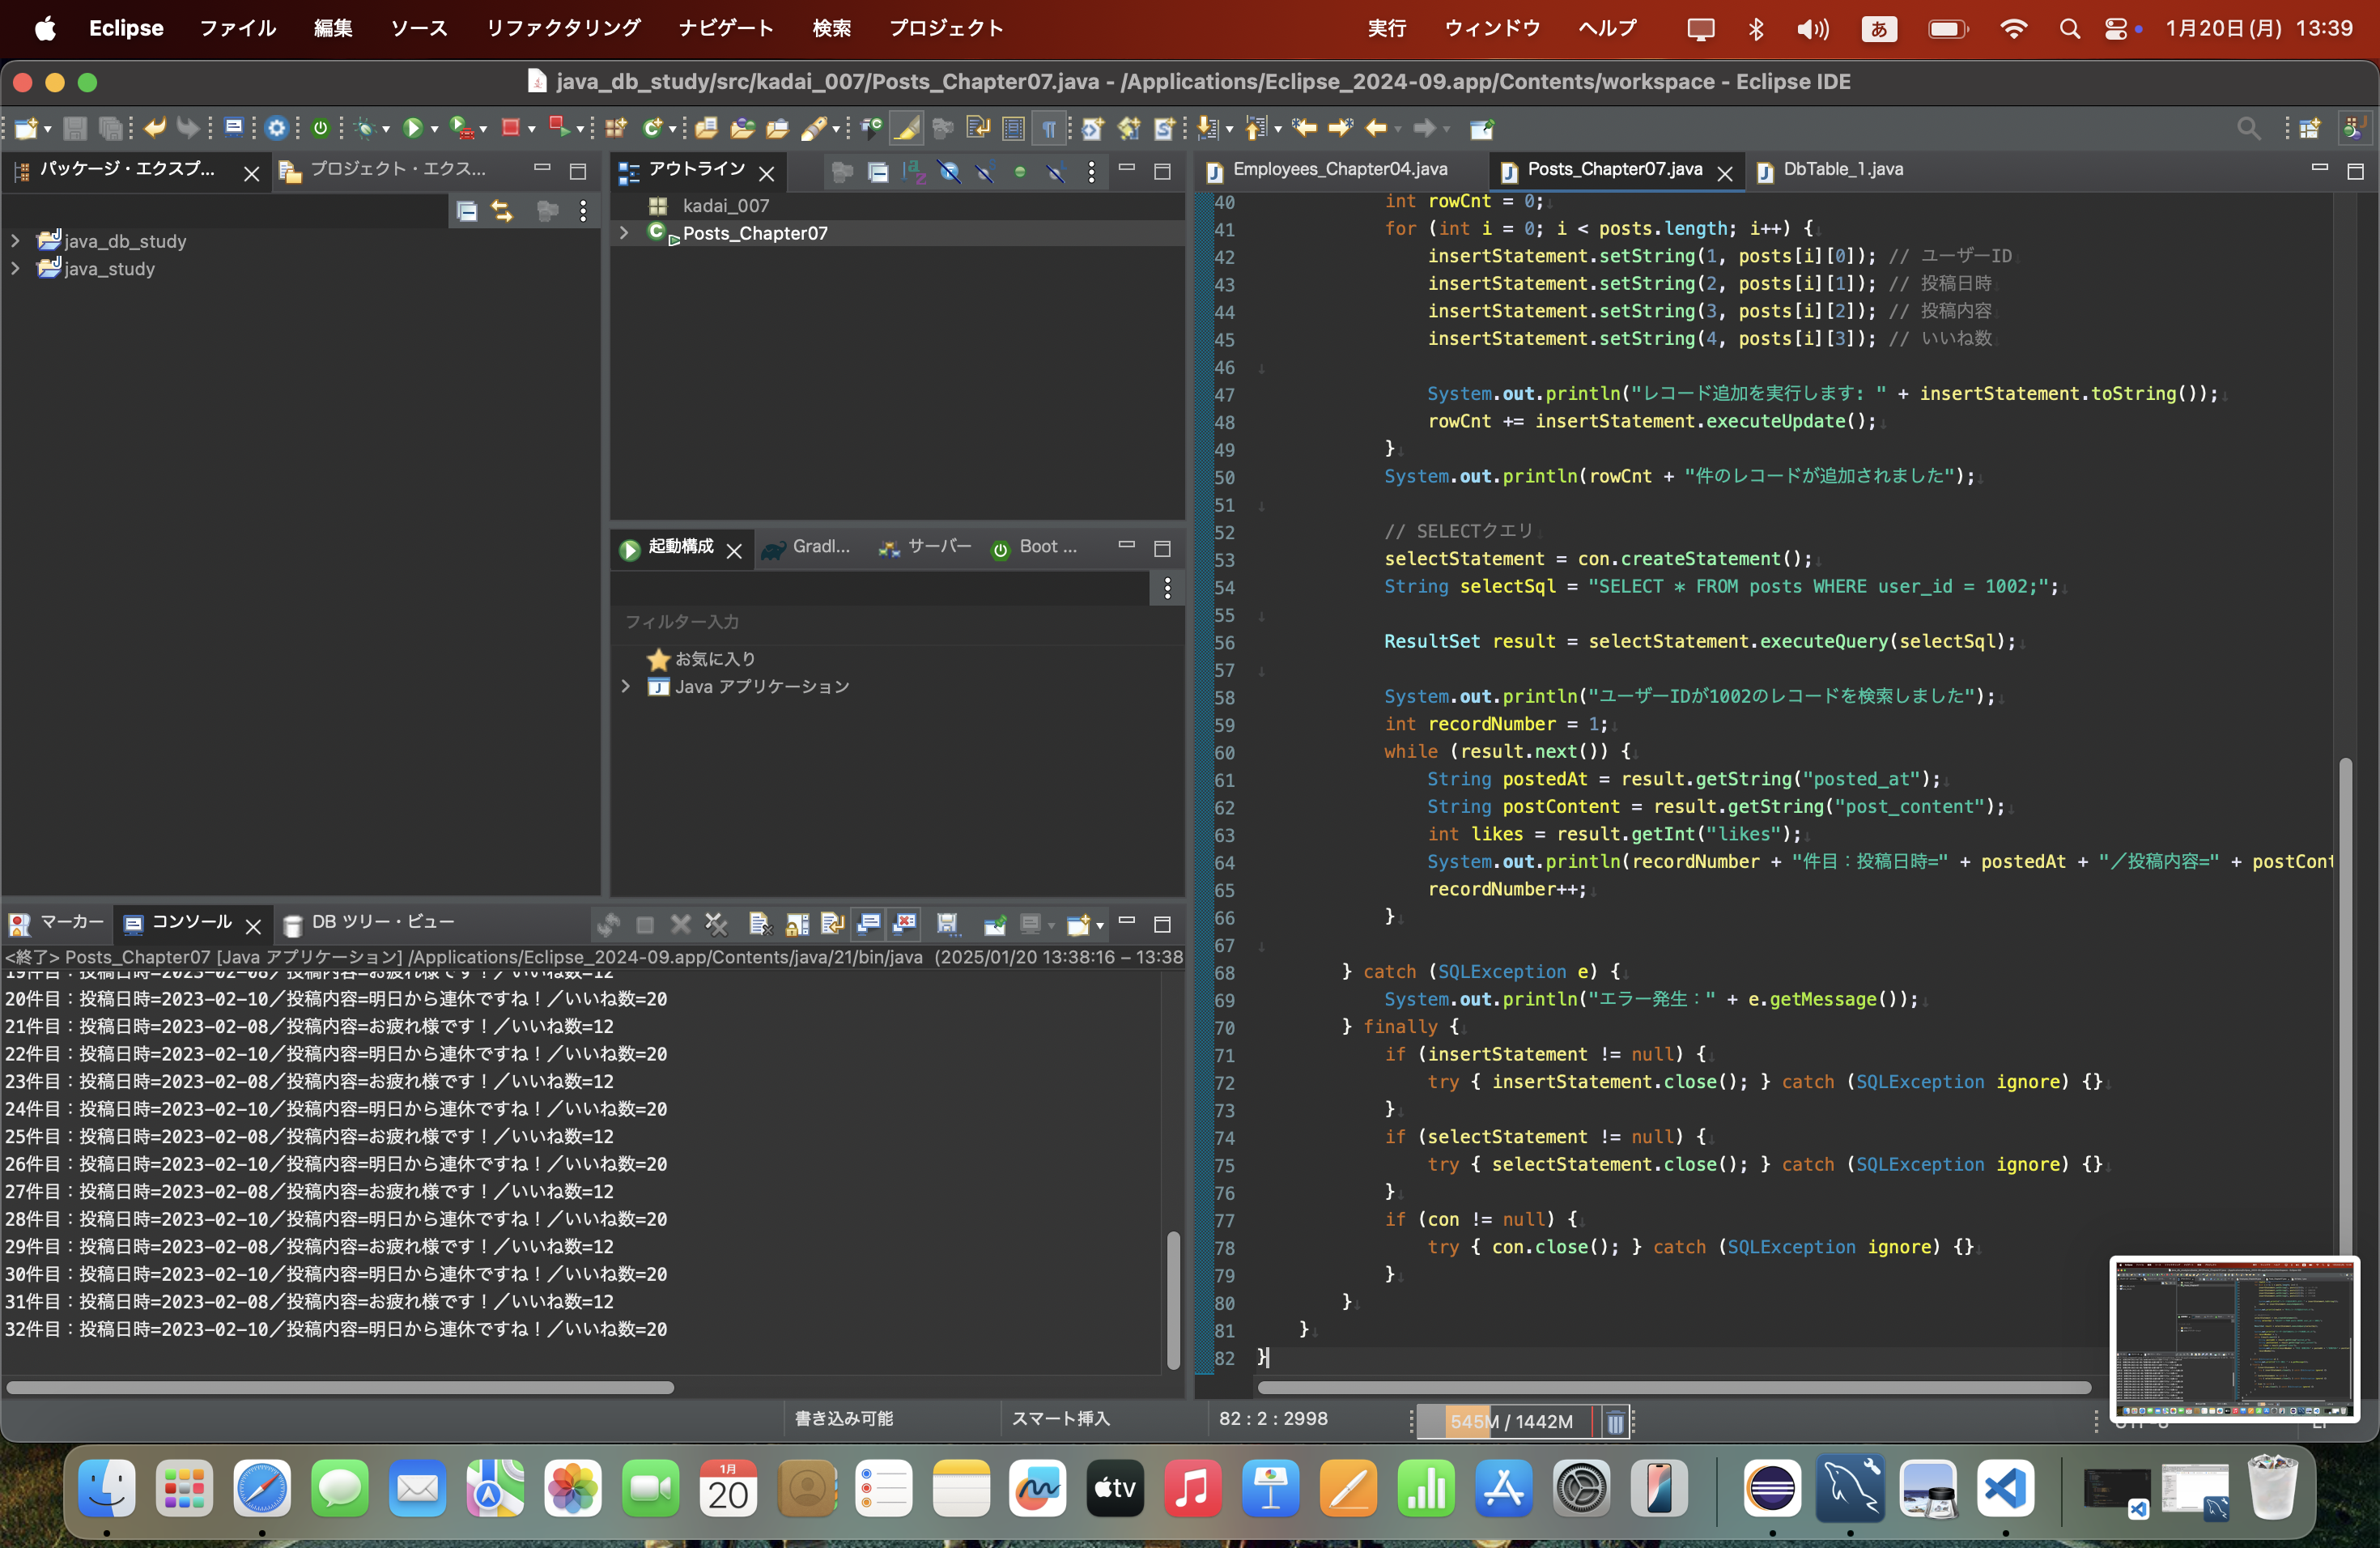 Eclipse ファイル 編集 ソース リファクタリング ナビゲート 検索 プロジェクト 実行 ウィンドウ ヘルプ あ 1月20日(月) 13:39
java_db_study/src/kadai_007/Posts_Chapter07.java - /Applications/Eclipse_2024-09.app/Contents/workspace - Eclipse IDE
パッケージ・エクスプ...
プロジェクト・エクス...
java_db_study
java_study
アウトライン
kadai_007
Posts_Chapter07
起動構成
Gradl...
サーバー
Boot ...
フィルター入力
お気に入り
Java アプリケーション
Employees_Chapter04.java
Posts_Chapter07.java
DbTable_1.java
40 int rowCnt = 0;
41 for (int i = 0; i < posts.length; i++) {
42 insertStatement.setString(1, posts[i][0]); // ユーザーID
43 insertStatement.setString(2, posts[i][1]); // 投稿日時
44 insertStatement.setString(3, posts[i][2]); // 投稿内容
45 insertStatement.setString(4, posts[i][3]); // いいね数
46
47 System.out.println("レコード追加を実行します: " + insertStatement.toString());
48 rowCnt += insertStatement.executeUpdate();
49 }
50 System.out.println(rowCnt + "件のレコードが追加されました");
51
52 // SELECTクエリ
53 selectStatement = con.createStatement();
54 String selectSql = "SELECT * FROM posts WHERE user_id = 1002;";
55
56 ResultSet result = selectStatement.executeQuery(selectSql);
57
58 System.out.println("ユーザーIDが1002のレコードを検索しました");
59 int recordNumber = 1;
60 while (result.next()) {
61 String postedAt = result.getString("posted_at");
62 String postContent = result.getString("post_content");
63 int likes = result.getInt("likes");
64 System.out.println(recordNumber + "件目：投稿日時=" + postedAt + "／投稿内容=" + postCont
65 recordNumber++;
66 }
67
68 } catch (SQLException e) {
69 System.out.println("エラー発生：" + e.getMessage());
70 } finally {
71 if (insertStatement != null) {
72 try { insertStatement.close(); } catch (SQLException ignore) {}
73 }
74 if (selectStatement != null) {
75 try { selectStatement.close(); } catch (SQLException ignore) {}
76 }
77 if (con != null) {
78 try { con.close(); } catch (SQLException ignore) {}
79 }
80 }
81 }
82 }
マーカー
コンソール
DB ツリー・ビュー
<終了> Posts_Chapter07 [Java アプリケーション] /Applications/Eclipse_2024-09.app/Contents/java/21/bin/java (2025/01/20 13:38:16 – 13:38
19件目：投稿日時=2023-02-08／投稿内容=お疲れ様です！／いいね数=12
20件目：投稿日時=2023-02-10／投稿内容=明日から連休ですね！／いいね数=20
21件目：投稿日時=2023-02-08／投稿内容=お疲れ様です！／いいね数=12
22件目：投稿日時=2023-02-10／投稿内容=明日から連休ですね！／いいね数=20
23件目：投稿日時=2023-02-08／投稿内容=お疲れ様です！／いいね数=12
24件目：投稿日時=2023-02-10／投稿内容=明日から連休ですね！／いいね数=20
25件目：投稿日時=2023-02-08／投稿内容=お疲れ様です！／いいね数=12
26件目：投稿日時=2023-02-10／投稿内容=明日から連休ですね！／いいね数=20
27件目：投稿日時=2023-02-08／投稿内容=お疲れ様です！／いいね数=12
28件目：投稿日時=2023-02-10／投稿内容=明日から連休ですね！／いいね数=20
29件目：投稿日時=2023-02-08／投稿内容=お疲れ様です！／いいね数=12
30件目：投稿日時=2023-02-10／投稿内容=明日から連休ですね！／いいね数=20
31件目：投稿日時=2023-02-08／投稿内容=お疲れ様です！／いいね数=12
32件目：投稿日時=2023-02-10／投稿内容=明日から連休ですね！／いいね数=20
書き込み可能
スマート挿入
82 : 2 : 2998
545M / 1442M
1月
20
tv